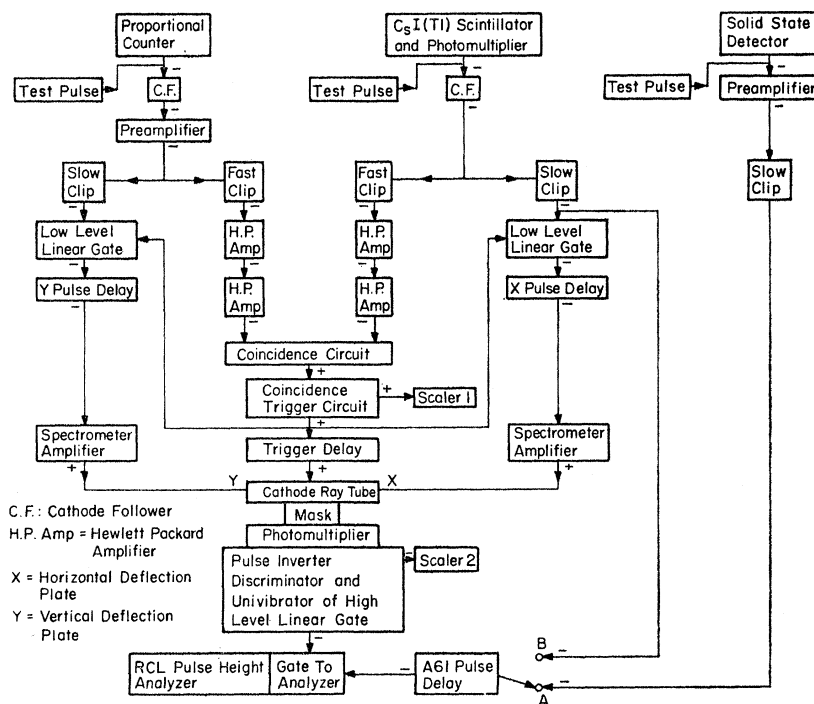 Proportional
Counter
CsI(Tl) Scintillator
and Photomultiplier
Solid State
Detector
−
−
−
Test Pulse
C.F.
Test Pulse
C.F.
Test Pulse
Preamplifier
−
−
−
Preamplifier
−
Slow
Clip
Fast
Clip
Fast
Clip
Slow
Clip
Slow
Clip
−
−
−
−
Low Level
Linear Gate
H.P.
Amp
H.P.
Amp
Low Level
Linear Gate
−
−
−
−
Y Pulse Delay
H.P.
Amp
H.P.
Amp
X Pulse Delay
−
−
−
−
Coincidence Circuit
+
Coincidence
Trigger Circuit
+
Scaler 1
+
Spectrometer
Amplifier
Trigger Delay
Spectrometer
Amplifier
+
+
+
Y
X
Cathode Ray Tube
Mask
Photomultiplier
C.F.: Cathode Follower
H.P. Amp = Hewlett Packard
Amplifier
X = Horizontal Deflection
Plate
Y = Vertical Deflection
Plate
Pulse Inverter
Discriminator and
Univibrator of High
Level Linear Gate
−
Scaler 2
−
B
−
RCL Pulse Height
Analyzer
Gate To
Analyzer
−
A61 Pulse
Delay
−
A